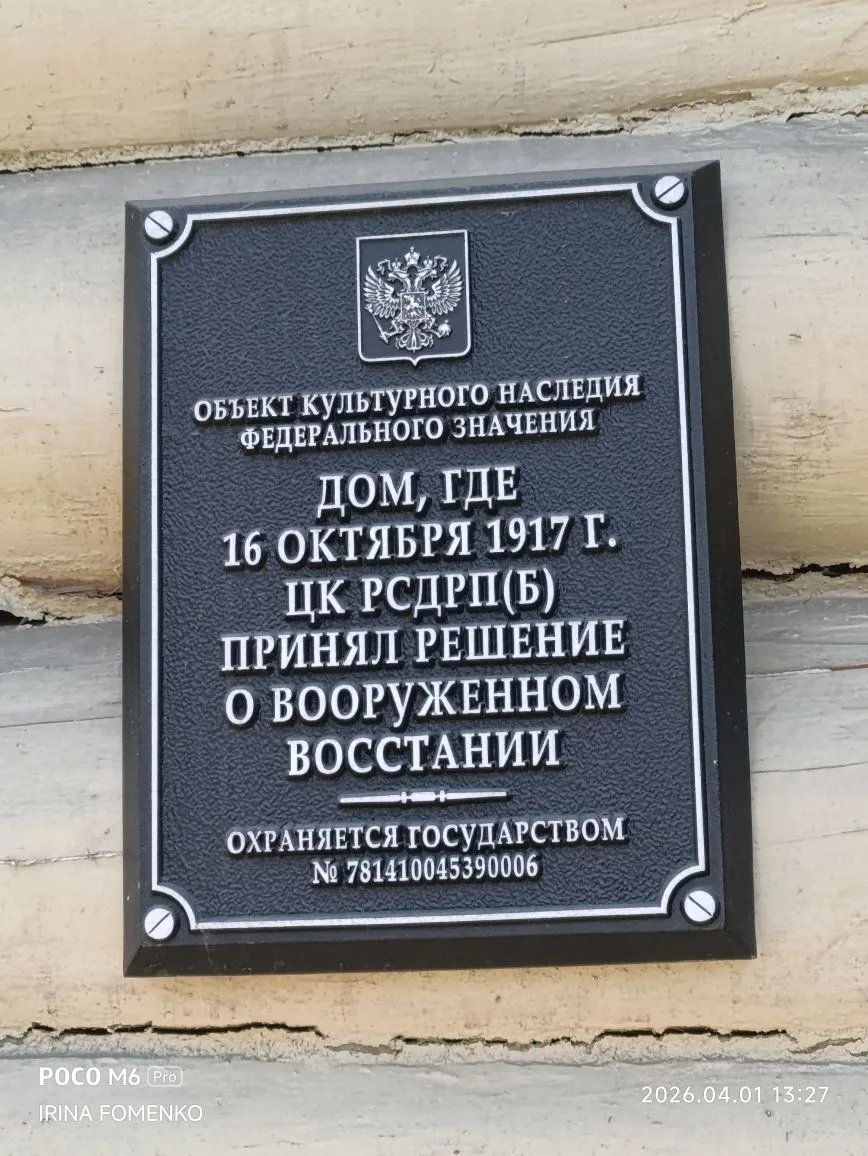 ОБЪЕКТ КУЛЬТУРНОГО НАСЛЕДИЯ
ФЕДЕРАЛЬНОГО ЗНАЧЕНИЯ
ДОМ, ГДЕ
16 ОКТЯБРЯ 1917 Г.
ЦК РСДРП(Б)
ПРИНЯЛ РЕШЕНИЕ
О ВООРУЖЕННОМ
ВОССТАНИИ
ОХРАНЯЕТСЯ ГОСУДАРСТВОМ
№ 781410045390006
POCO M6 Pro
IRINA FOMENKO
2026.04.01 13:27